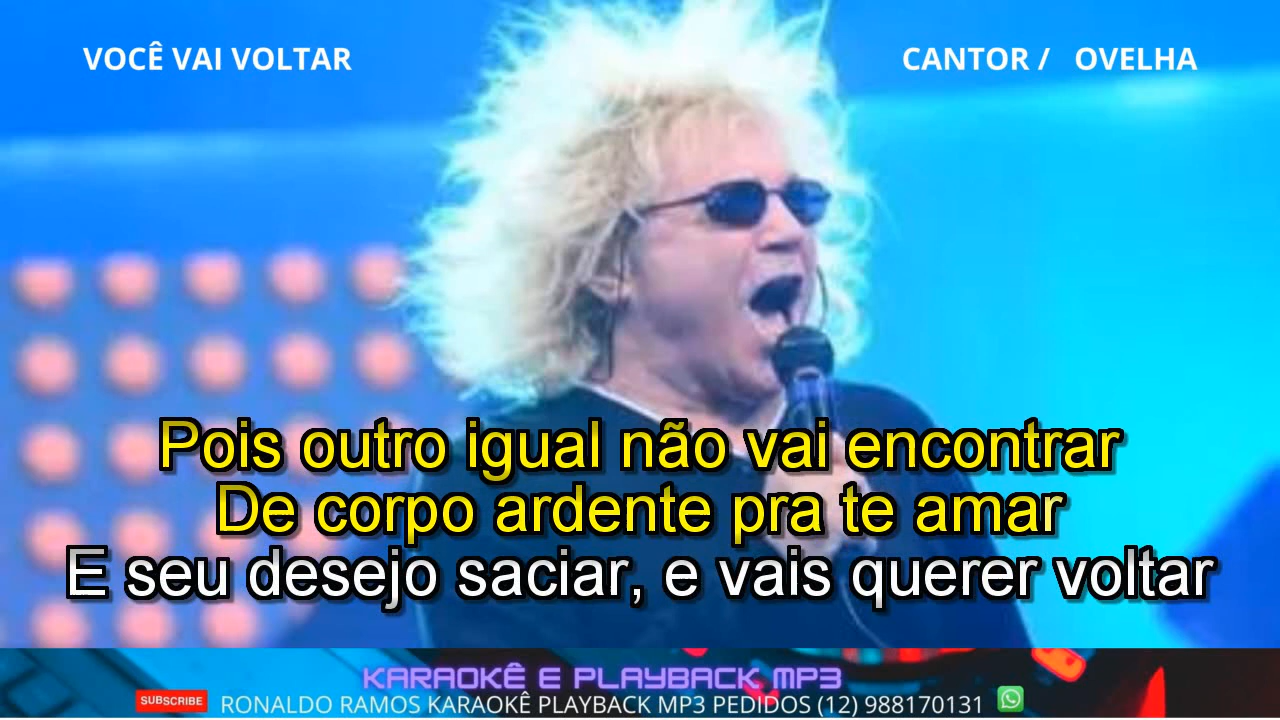 VOCÊ VAI VOLTAR
CANTOR / OVELHA
Pois outro igual não vai encontrar
De corpo ardente pra te amar
E seu desejo saciar, e vais querer voltar
KARAOKÊ E PLAYBACK MP3
SUBSCRIBE
RONALDO RAMOS KARAOKÊ PLAYBACK MP3 PEDIDOS (12) 988170131